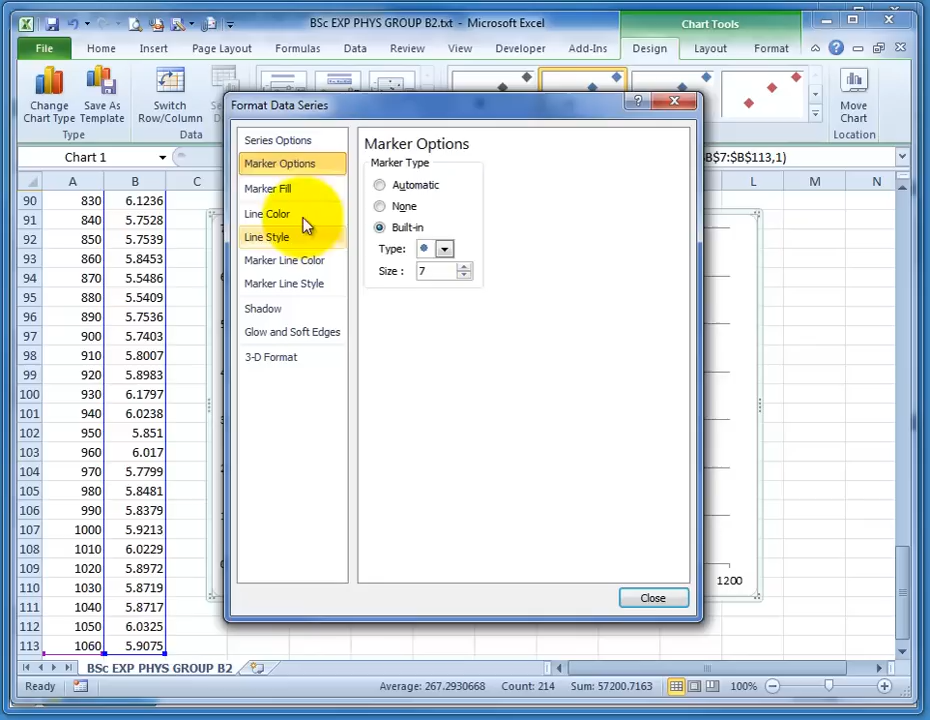 BSc EXP PHYS GROUP B2.txt - Microsoft Excel
Chart Tools
File Home Insert Page Layout Formulas Data Review View Developer Add-Ins Design Layout Format
Change Chart Type
Save As Template
Switch Row/Column
Move Chart
Type
Data
Location
Chart 1
B$7:$B$113,1)
A B C L M N
90 830 6.1236
91 840 5.7528
92 850 5.7539
93 860 5.8453
94 870 5.5486
95 880 5.5409
96 890 5.7536
97 900 5.7403
98 910 5.8007
99 920 5.8983
100 930 6.1797
101 940 6.0238
102 950 5.851
103 960 6.017
104 970 5.7799
105 980 5.8481
106 990 5.8379
107 1000 5.9213
108 1010 6.0229
109 1020 5.8972
110 1030 5.8719
111 1040 5.8717
112 1050 6.0325
113 1060 5.9075
1200
Format Data Series
Series Options
Marker Options
Marker Fill
Line Color
Line Style
Marker Line Color
Marker Line Style
Shadow
Glow and Soft Edges
3-D Format
Marker Options
Marker Type
Automatic
None
Built-in
Type:
Size : 7
Close
BSc EXP PHYS GROUP B2
Ready Average: 267.2930668 Count: 214 Sum: 57200.7163 100%